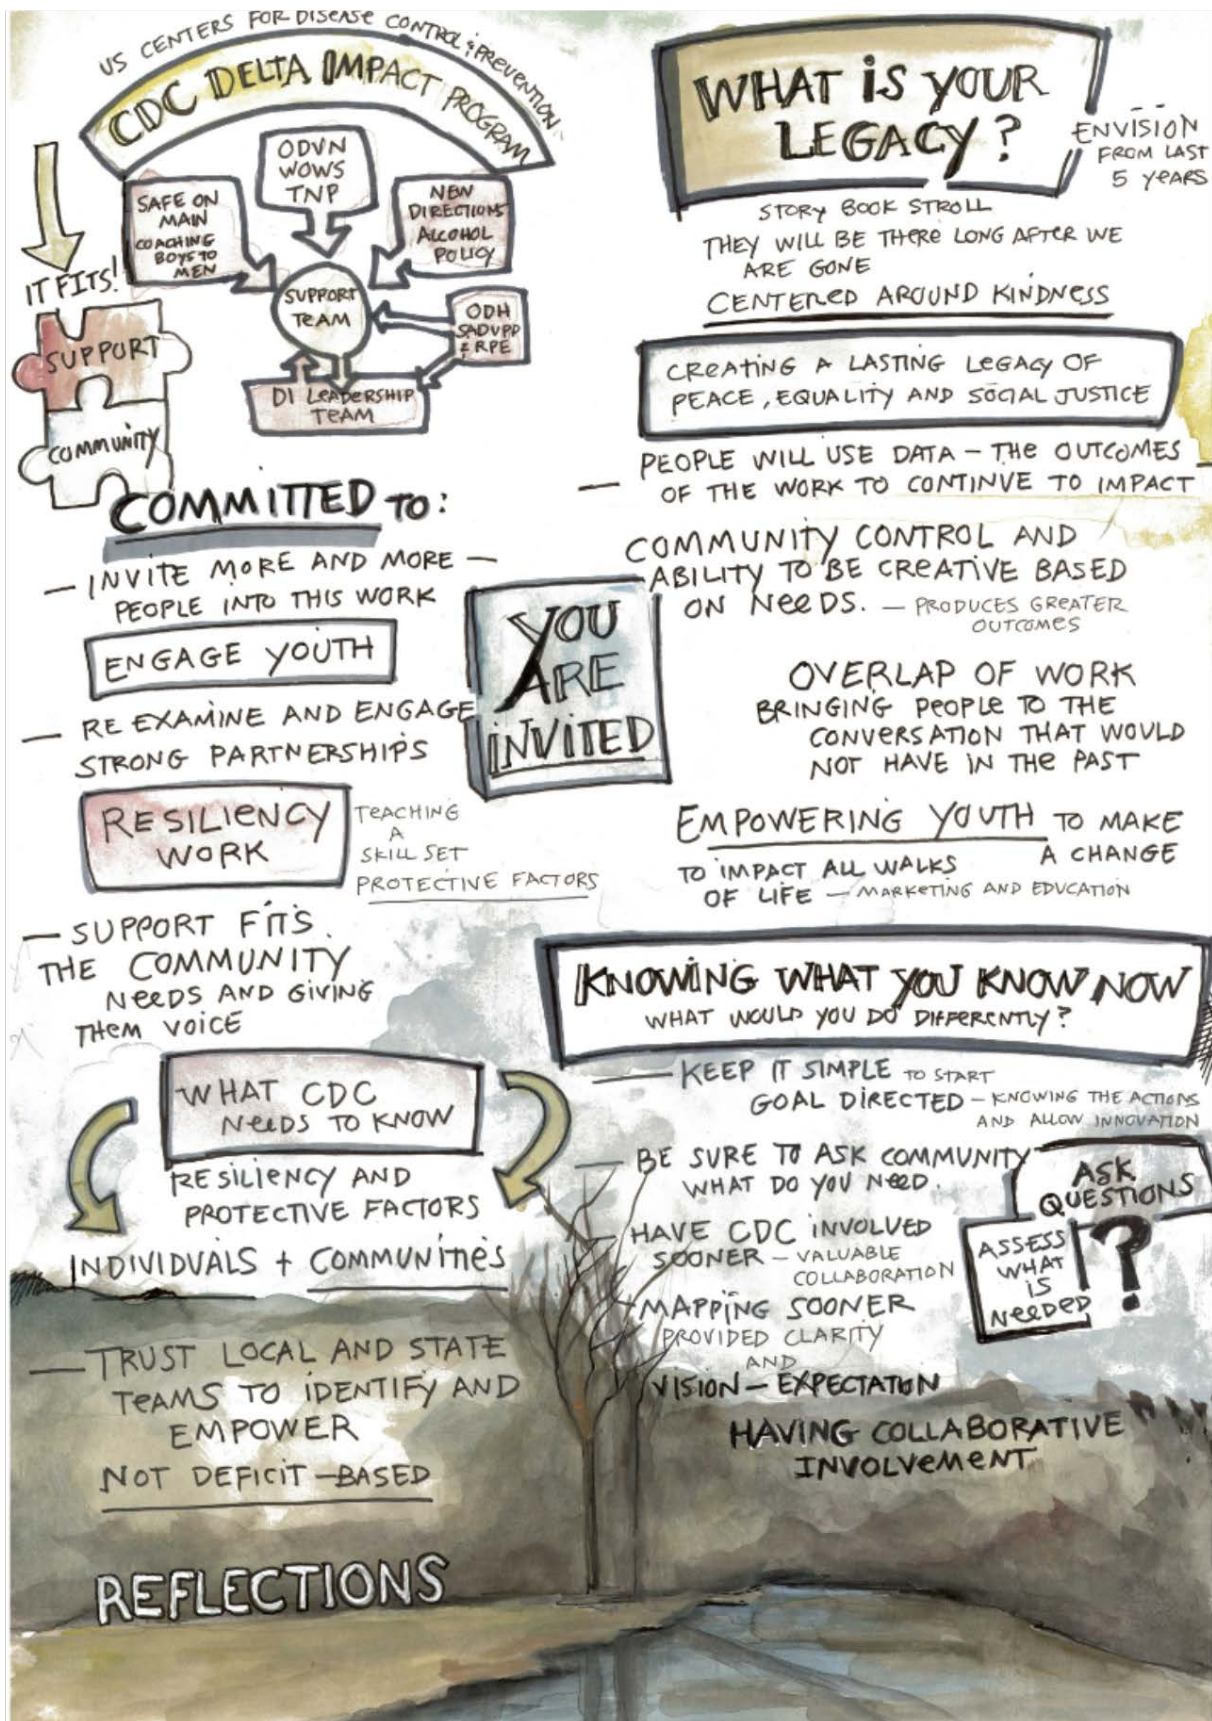 US CENTERS FOR DISEASE CONTROL & PREVENTION
CDC DELTA IMPACT PROGRAM
ODVN
WOWS
TNP
SAFE ON
MAIN
COACHING
BOYS TO
MEN
NEW
DIRECTIONS
ALCOHOL
POLICY
SUPPORT
TEAM
ODH
SADVPP
& RPE
DI LEADERSHIP
TEAM
IT FITS!
SUPPORT
COMMUNITY
COMMITTED TO:
— INVITE MORE AND MORE —
PEOPLE INTO THIS WORK
ENGAGE YOUTH
— RE EXAMINE AND ENGAGE
STRONG PARTNERSHIPS
RESILIENCY
WORK
TEACHING
A
SKILL SET
PROTECTIVE FACTORS
— SUPPORT FITS
THE COMMUNITY
NEEDS AND GIVING
THEM VOICE
WHAT CDC
NEEDS TO KNOW
RESILIENCY AND
PROTECTIVE FACTORS
INDIVIDUALS + COMMUNITIES
— TRUST LOCAL AND STATE
TEAMS TO IDENTIFY AND
EMPOWER
NOT DEFICIT-BASED
REFLECTIONS
YOU
ARE
INVITED
WHAT IS YOUR
LEGACY?
ENVISION
FROM LAST
5 YEARS
STORY BOOK STROLL
THEY WILL BE THERE LONG AFTER WE
ARE GONE
CENTERED AROUND KINDNESS
CREATING A LASTING LEGACY OF
PEACE, EQUALITY AND SOCIAL JUSTICE
PEOPLE WILL USE DATA — THE OUTCOMES
— OF THE WORK TO CONTINUE TO IMPACT
COMMUNITY CONTROL AND
ABILITY TO BE CREATIVE BASED
ON NEEDS. — PRODUCES GREATER
OUTCOMES
OVERLAP OF WORK
BRINGING PEOPLE TO THE
CONVERSATION THAT WOULD
NOT HAVE IN THE PAST
EMPOWERING YOUTH TO MAKE
A CHANGE
TO IMPACT ALL WALKS
OF LIFE — MARKETING AND EDUCATION
KNOWING WHAT YOU KNOW NOW
WHAT WOULD YOU DO DIFFERENTLY?
— KEEP IT SIMPLE TO START
GOAL DIRECTED — KNOWING THE ACTIONS
AND ALLOW INNOVATION
— BE SURE TO ASK COMMUNITY
WHAT DO YOU NEED.
— HAVE CDC INVOLVED
SOONER — VALUABLE
COLLABORATION
ASK
QUESTIONS
?
ASSESS
WHAT
IS
NEEDED
— MAPPING SOONER
PROVIDED CLARITY
AND
VISION — EXPECTATION
HAVING COLLABORATIVE
INVOLVEMENT